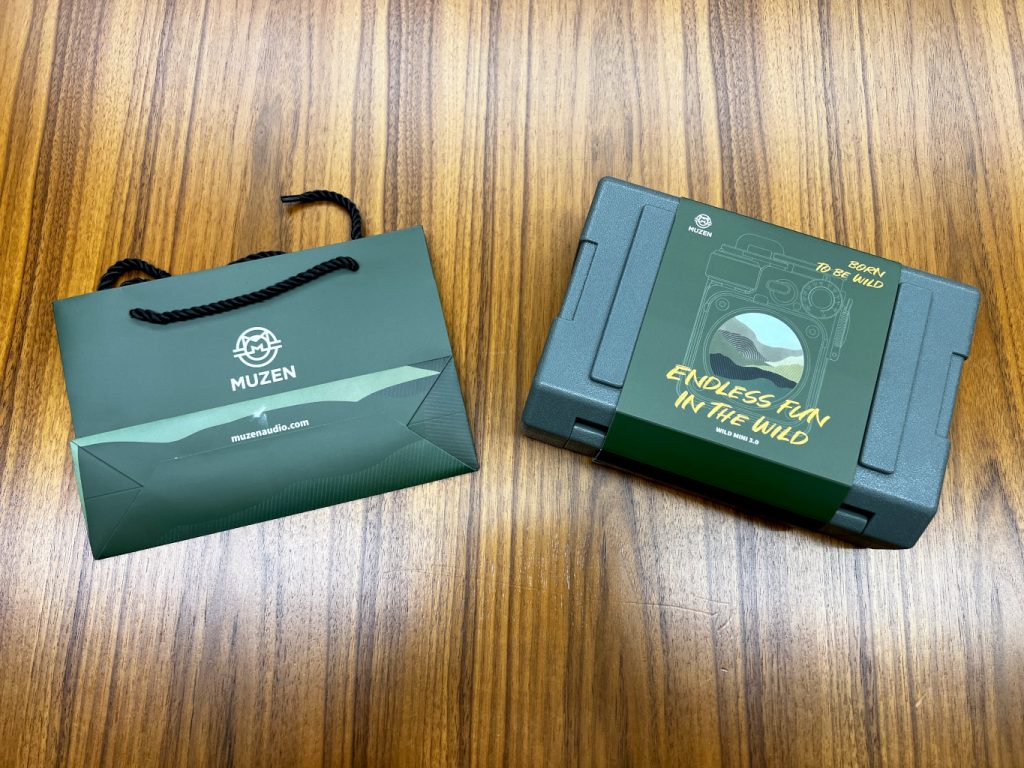 MUZEN
muzenaudio.com
MUZEN
BORN
TO BE WILD
ENDLESS FUN
IN THE WILD
WILD MINI 2.0